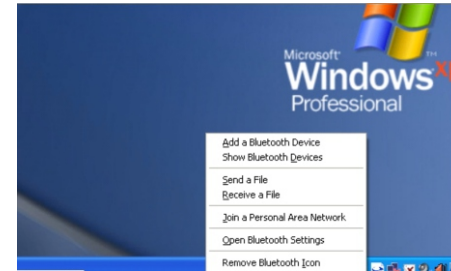 Microsoft
Windows xp
TM
Professional
Add a Bluetooth Device
Show Bluetooth Devices
Send a File
Receive a File
Join a Personal Area Network
Open Bluetooth Settings
Remove Bluetooth Icon